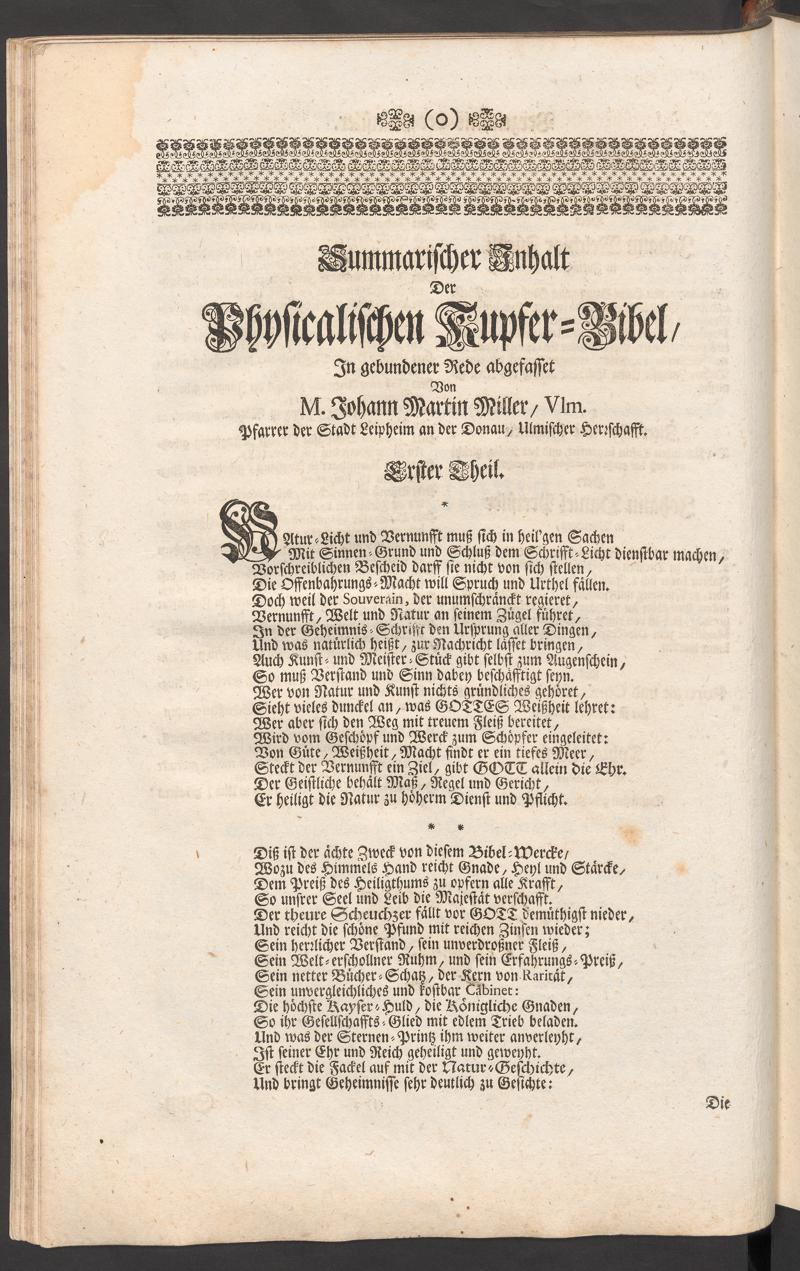 (o)
Summarischer Inhalt
Der
Physicalischen Kupfer-Bibel,
In gebundener Rede abgefasset
Von
M. Johann Martin Miller, Vlm.
Pfarrer der Stadt Leipheim an der Donau, Ulmischer Herrschafft.
Erster Theil.
*
NAtur-Licht und Vernunfft muß sich in heil'gen Sachen
Mit Sinnen-Grund und Schluß dem Schrifft-Licht dienstbar machen,
Vorschreiblichen Bescheid darff sie nicht von sich stellen,
Die Offenbahrungs-Macht will Spruch und Urthel fällen.
Doch weil der Souverain, der unumschränckt regieret,
Vernunfft, Welt und Natur an seinem Zügel führet,
In der Geheimnis-Schrifft den Ursprung aller Dingen,
Und was natürlich heißt, zur Nachricht lässet bringen,
Auch Kunst- und Meister-Stück gibt selbst zum Augenschein,
So muß Verstand und Sinn dabey beschäfftigt seyn.
Wer von Natur und Kunst nichts gründliches gehöret,
Sieht vieles dunckel an, was GOTTES Weißheit lehret:
Wer aber sich den Weg mit treuem Fleiß bereitet,
Wird vom Geschöpf und Werck zum Schöpfer eingeleitet:
Von Güte, Weißheit, Macht findt er ein tiefes Meer,
Steckt der Vernunfft ein Ziel, gibt GOTT allein die Ehr.
Der Geistliche behält Maß, Regel und Gericht,
Er heiligt die Natur zu höherm Dienst und Pflicht.
* *
Diß ist der ächte Zweck von diesem Bibel-Wercke,
Wozu des Himmels Hand reicht Gnade, Heyl und Stärcke,
Dem Preiß des Heiligthums zu opfern alle Krafft,
So unsrer Seel und Leib die Majestät verschafft.
Der theure Scheuchzer fällt vor GOTT demüthigst nieder,
Und reicht die schöne Pfund mit reichen Zinsen wieder;
Sein herrlicher Verstand, sein unverdroßner Fleiß,
Sein Welt-erschollner Ruhm, und sein Erfahrungs-Preiß,
Sein netter Bücher-Schatz, der Kern von Rarität,
Sein unvergleichliches und kostbar Cabinet:
Die höchste Kayser-Huld, die Königliche Gnaden,
So ihr Gesellschaffts-Glied mit edlem Trieb beladen.
Und was der Sternen-Printz ihm weiter anverleyht,
Ist seiner Ehr und Reich geheiligt und geweyht.
Er steckt die Fackel auf mit der Natur-Geschichte,
Und bringt Geheimnisse sehr deutlich zu Gesichte:
Die